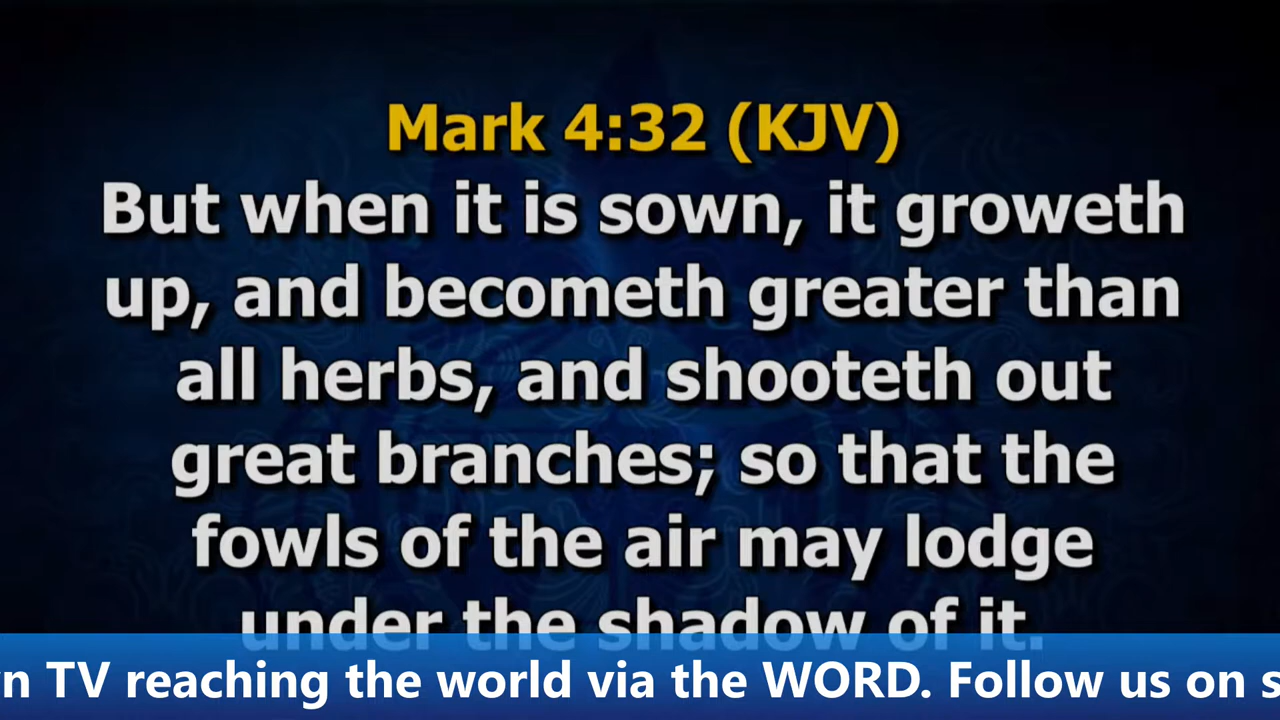 Mark 4:32 (KJV)
But when it is sown, it groweth
up, and becometh greater than
all herbs, and shooteth out
great branches; so that the
fowls of the air may lodge
under the shadow of it.
TV reaching the world via the WORD. Follow us on